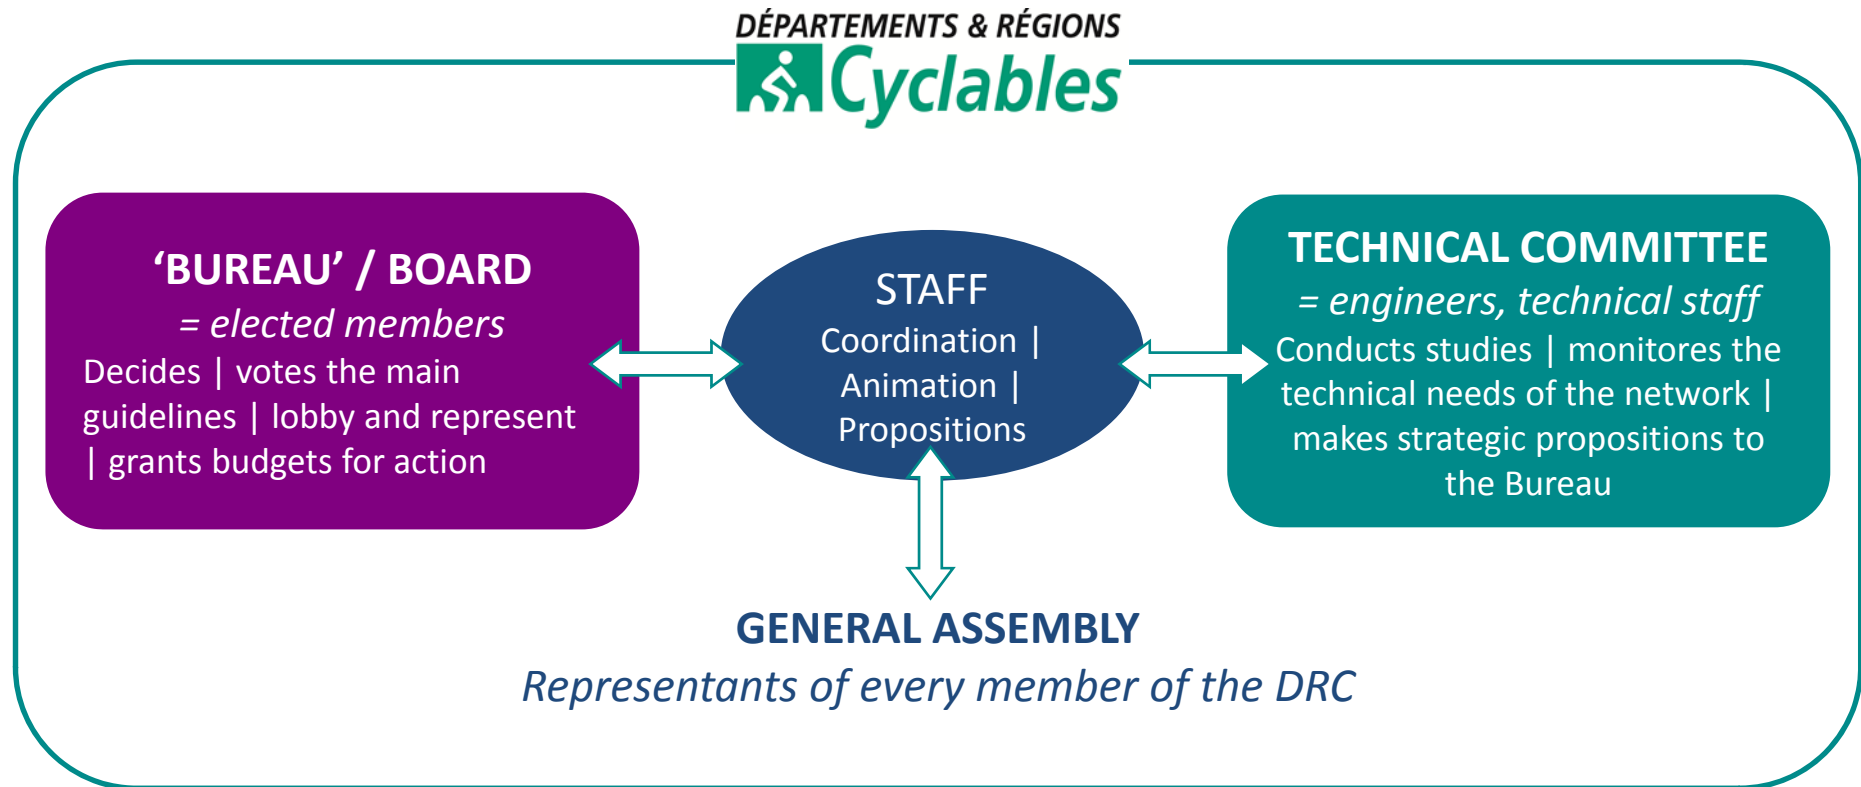 DÉPARTEMENTS & RÉGIONS
Cyclables
‘BUREAU’ / BOARD
= elected members
Decides | votes the main
guidelines | lobby and represent
| grants budgets for action
STAFF
Coordination |
Animation |
Propositions
TECHNICAL COMMITTEE
= engineers, technical staff
Conducts studies | monitores the
technical needs of the network |
makes strategic propositions to
the Bureau
GENERAL ASSEMBLY
Representants of every member of the DRC